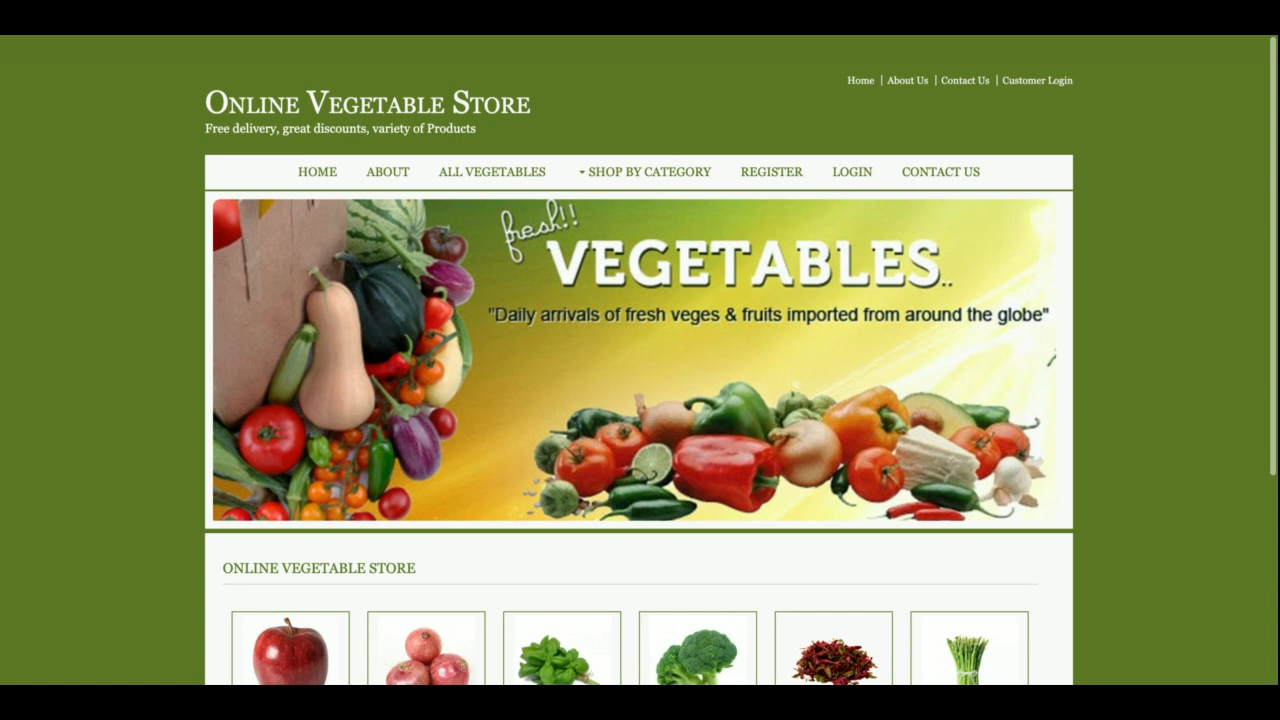 Home | About Us | Contact Us | Customer Login
Online Vegetable Store
Free delivery, great discounts, variety of Products
HOME ABOUT ALL VEGETABLES SHOP BY CATEGORY REGISTER LOGIN CONTACT US
fresh!!
VEGETABLES..
"Daily arrivals of fresh veges & fruits imported from around the globe"
ONLINE VEGETABLE STORE